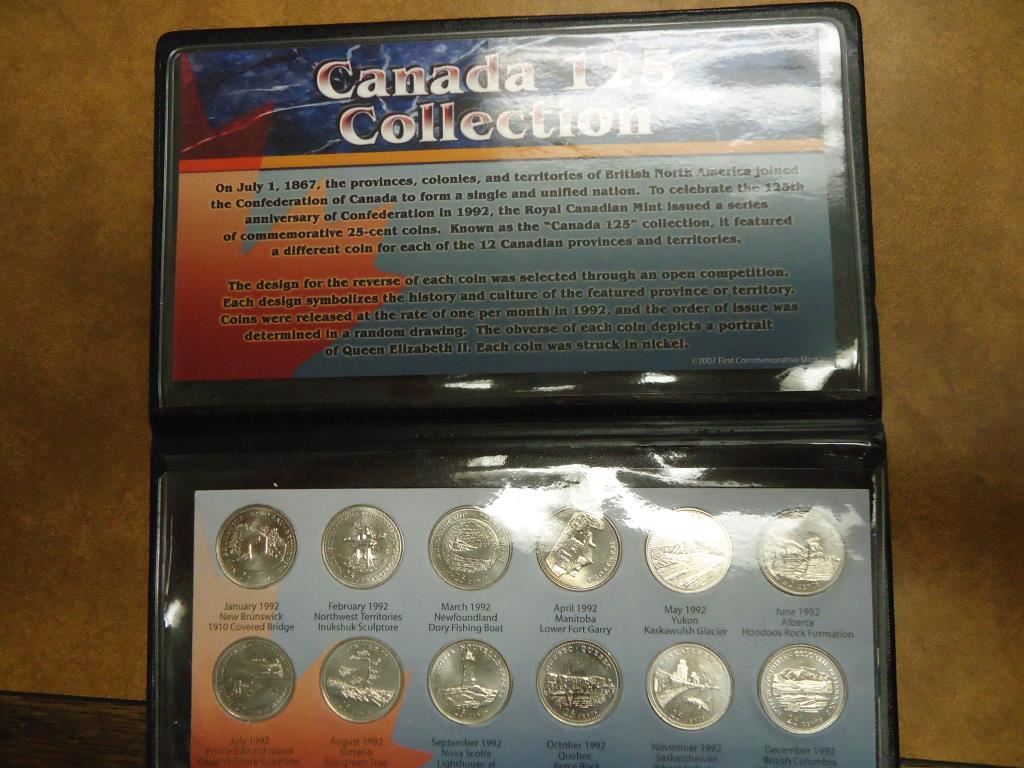 Canada 125
Collection
On July 1, 1867, the provinces, colonies, and territories of British North America joined
the Confederation of Canada to form a single and unified nation. To celebrate the 125th
anniversary of Confederation in 1992, the Royal Canadian Mint issued a series
of commemorative 25-cent coins. Known as the "Canada 125" collection, it featured
a different coin for each of the 12 Canadian provinces and territories.
The design for the reverse of each coin was selected through an open competition.
Each design symbolizes the history and culture of the featured province or territory.
Coins were released at the rate of one per month in 1992, and the order of issue was
determined in a random drawing. The obverse of each coin depicts a portrait
of Queen Elizabeth II. Each coin was struck in nickel.
©2007 First Commemorative Mint
January 1992
New Brunswick
1910 Covered Bridge
February 1992
Northwest Territories
Inukshuk Sculpture
March 1992
Newfoundland
Dory Fishing Boat
April 1992
Manitoba
Lower Fort Garry
May 1992
Yukon
Kaskawulsh Glacier
June 1992
Alberta
Hoodoos Rock Formation
July 1992
Prince Edward Island
Cousins Shore Coastline
August 1992
Ontario
Evergreen Tree
September 1992
Nova Scotia
Lighthouse at
October 1992
Quebec
Perce Rock
November 1992
Saskatchewan
December 1992
British Columbia